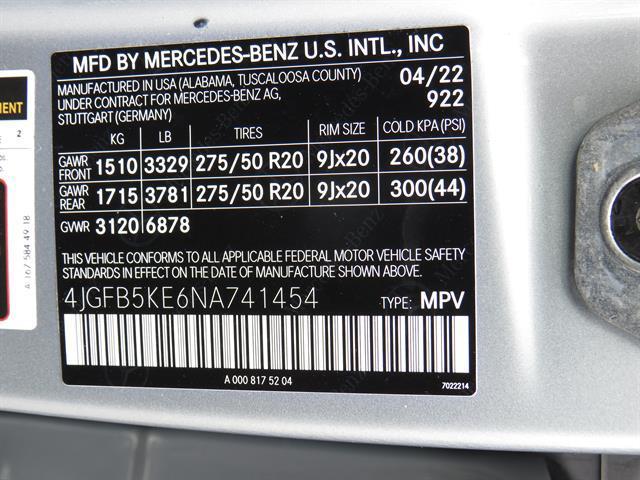 MFD BY MERCEDES-BENZ U.S. INTL., INC
MANUFACTURED IN USA (ALABAMA, TUSCALOOSA COUNTY) 04/22
UNDER CONTRACT FOR MERCEDES-BENZ AG, 922
STUTTGART (GERMANY)
KG LB TIRES RIM SIZE COLD KPA (PSI)
GAWR FRONT 1510 3329 275/50 R20 9Jx20 260(38)
GAWR REAR 1715 3781 275/50 R20 9Jx20 300(44)
GVWR 3120 6878
THIS VEHICLE CONFORMS TO ALL APPLICABLE FEDERAL MOTOR VEHICLE SAFETY
STANDARDS IN EFFECT ON THE DATE OF MANUFACTURE SHOWN ABOVE.
4JGFB5KE6NA741454 TYPE: MPV
A 000 817 52 04
7022214
2